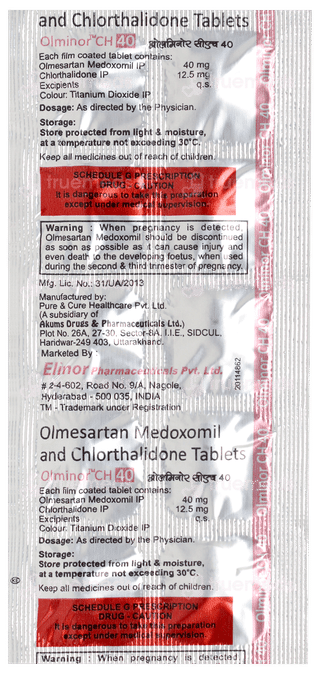 and Chlorthalidone Tablets
Olminor™CH 40 ओलमिनोर सीएच 40
Each film coated tablet contains:
Olmesartan Medoxomil IP 40 mg
Chlorthalidone IP 12.5 mg
Excipients q.s.
Colour: Titanium Dioxide IP
Dosage: As directed by the Physician.
Storage:
Store protected from light & moisture,
at a temperature not exceeding 30°C.
Keep all medicines out of reach of children.
SCHEDULE G PRESCRIPTION
DRUG - CAUTION
It is dangerous to take this preparation
except under medical supervision.
Warning : When pregnancy is detected,
Olmesartan Medoxomil should be discontinued
as soon as possible as it can cause injury and
even death to the developing foetus, when used
during the second & third trimester of pregnancy.
Mfg. Lic. No.: 31/UA/2013
Manufactured by:
Pure & Cure Healthcare Pvt. Ltd.
(A subsidiary of
Akums Drugs & Pharmaceuticals Ltd.)
Plot No. 26A, 27-30, Sector-8A, I.I.E., SIDCUL,
Haridwar-249 403, Uttarakhand.
Marketed By :
Elmor Pharmaceuticals Pvt. Ltd.
# 2-4-602, Road No. 9/A, Nagole,
Hyderabad - 500 035, INDIA
TM - Trademark under Registration
20114862
Olmesartan Medoxomil
and Chlorthalidone Tablets
Olminor™CH 40 ओलमिनोर सीएच 40
Each film coated tablet contains:
Olmesartan Medoxomil IP 40 mg
Chlorthalidone IP 12.5 mg
Excipients q.s.
Colour: Titanium Dioxide IP
Dosage: As directed by the Physician.
Storage:
Store protected from light & moisture,
at a temperature not exceeding 30°C.
Keep all medicines out of reach of children.
SCHEDULE G PRESCRIPTION
DRUG - CAUTION
It is dangerous to take this preparation
except under medical supervision.
Warning : When pregnancy is detected,
Olminor CH 40